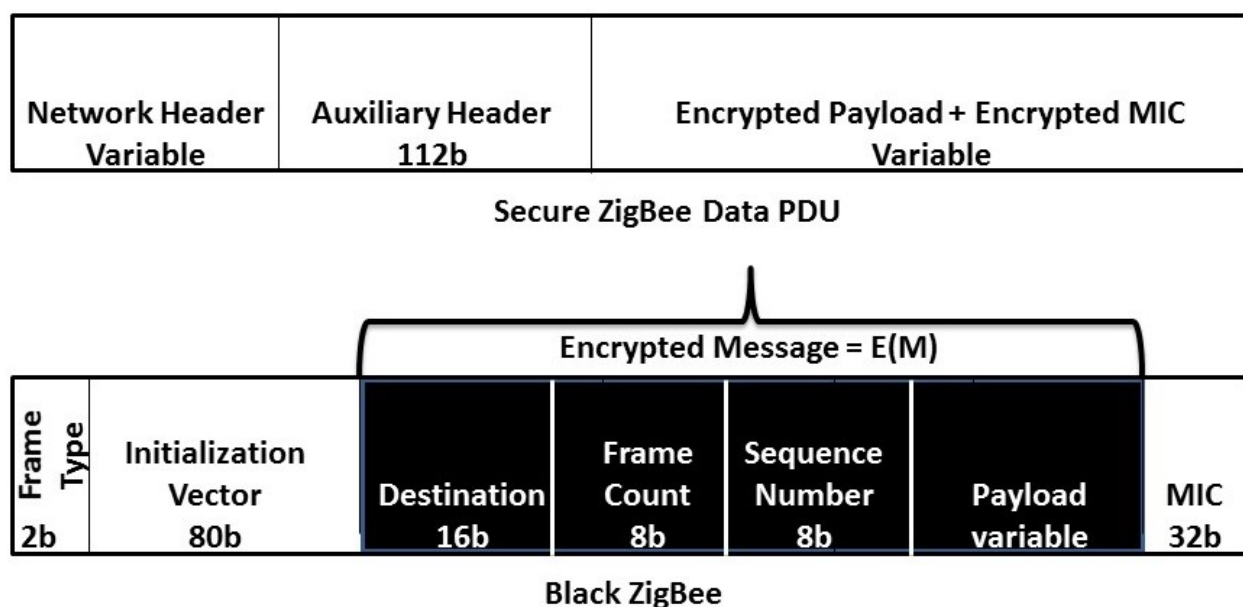 Network Header
Variable
Auxiliary Header
112b
Encrypted Payload + Encrypted MIC
Variable
Secure ZigBee Data PDU
Encrypted Message = E(M)
Frame
Type
2b
Initialization
Vector
80b
Destination
16b
Frame
Count
8b
Sequence
Number
8b
Payload
variable
MIC
32b
Black ZigBee